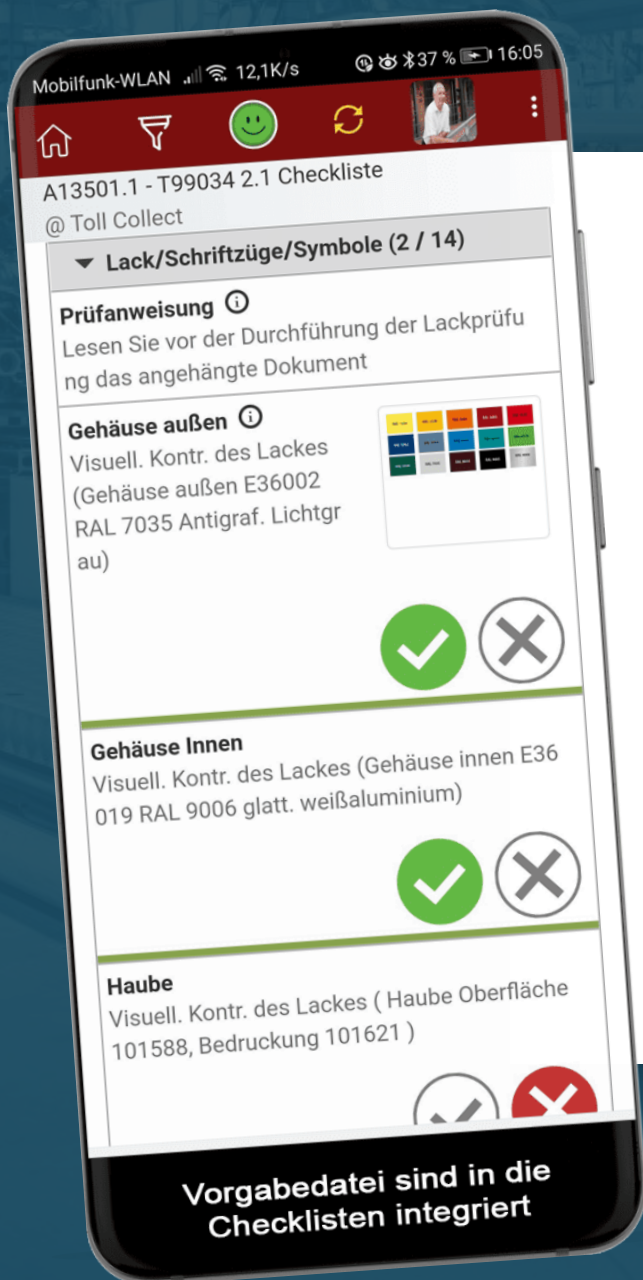 Mobilfunk-WLAN 12,1K/s 37 % 16:05
A13501.1 - T99034 2.1 Checkliste
@ Toll Collect
Lack/Schriftzüge/Symbole (2 / 14)
Prüfanweisung
Lesen Sie vor der Durchführung der Lackprüfu
ng das angehängte Dokument
Gehäuse außen
Visuell. Kontr. des Lackes
(Gehäuse außen E36002
RAL 7035 Antigraf. Lichtgr
au)
Gehäuse Innen
Visuell. Kontr. des Lackes (Gehäuse innen E36
019 RAL 9006 glatt. weißaluminium)
Haube
Visuell. Kontr. des Lackes ( Haube Oberfläche
101588, Bedruckung 101621 )
Vorgabedatei sind in die
Checklisten integriert